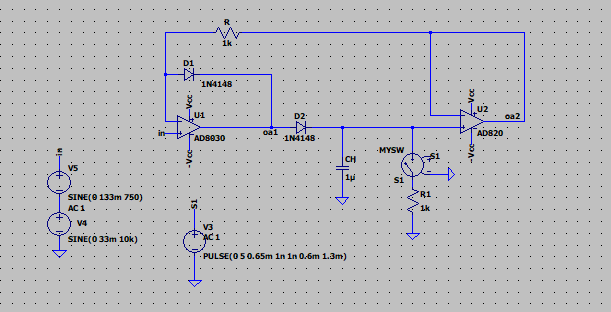 R
1k
D1
1N4148
Vcc
U1
in
AD8030
-Vcc
oa1
D2
1N4148
Vcc
U2
oa2
AD820
-Vcc
CH
1µ
MYSW
S1
S1
R1
1k
in
V5
SINE(0 133m 750)
AC 1
V4
SINE(0 33m 10k)
S1
V3
AC 1
PULSE(0 5 0.65m 1n 1n 0.6m 1.3m)